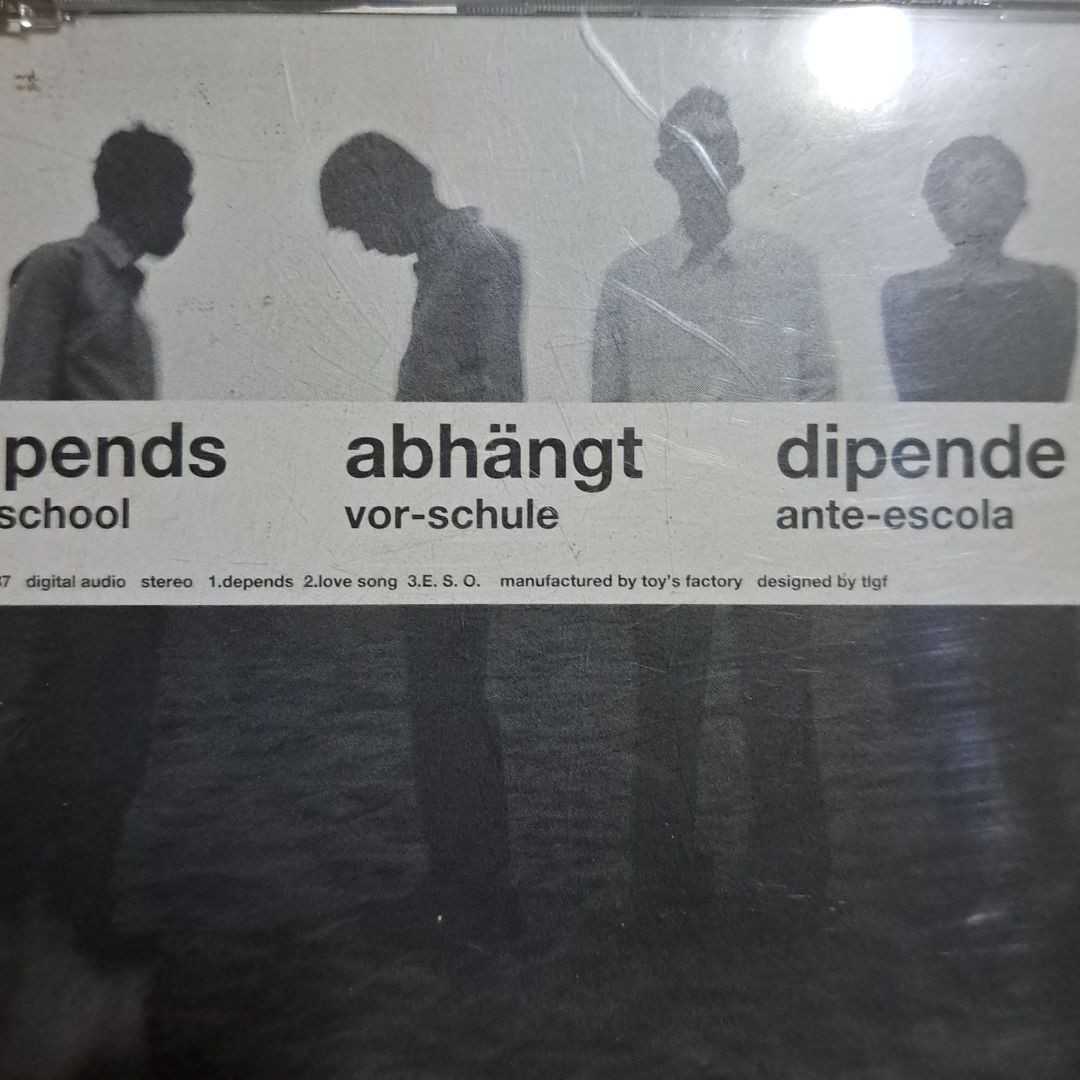 pends abhängt dipende
school vor-schule ante-escola
37 digital audio stereo 1.depends 2.love song 3.E. S. O. manufactured by toy's factory designed by tlgf